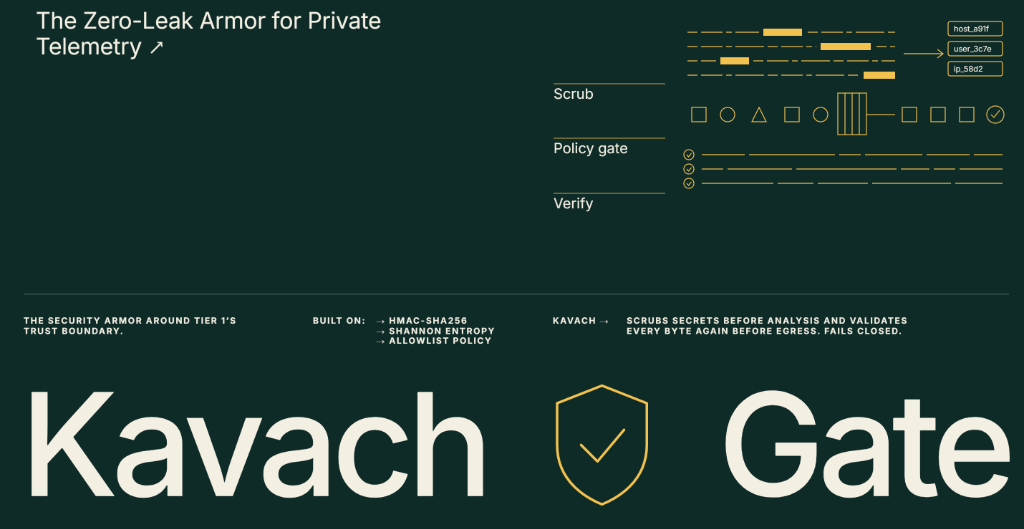 The Zero-Leak Armor for Private
Telemetry ↗
host_a91f
user_3c7e
ip_58d2
Scrub
Policy gate
Verify
THE SECURITY ARMOR AROUND TIER 1'S
TRUST BOUNDARY.
BUILT ON: → HMAC-SHA256
→ SHANNON ENTROPY
→ ALLOWLIST POLICY
KAVACH → SCRUBS SECRETS BEFORE ANALYSIS AND VALIDATES
EVERY BYTE AGAIN BEFORE EGRESS. FAILS CLOSED.
Kavach Gate